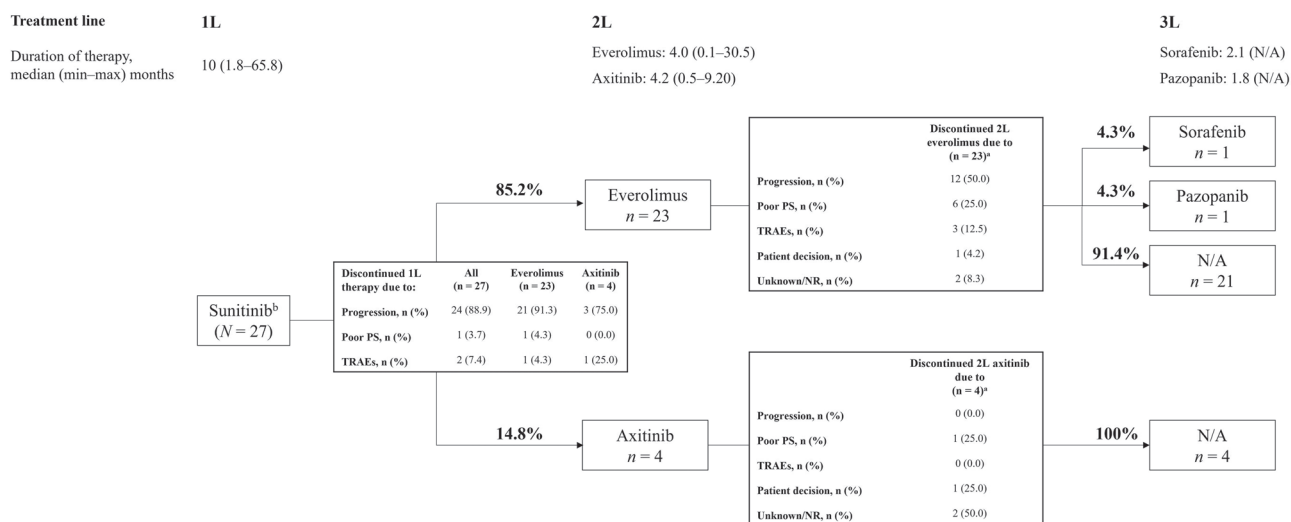 Treatment line 1L 2L 3L
Duration of therapy,
median (min–max) months
10 (1.8–65.8)
Everolimus: 4.0 (0.1–30.5)
Axitinib: 4.2 (0.5–9.20)
Sorafenib: 2.1 (N/A)
Pazopanib: 1.8 (N/A)
Sunitinibᵇ
(N = 27)
Discontinued 1L
therapy due to:
All
(n = 27)
Everolimus
(n = 23)
Axitinib
(n = 4)
Progression, n (%) 24 (88.9) 21 (91.3) 3 (75.0)
Poor PS, n (%) 1 (3.7) 1 (4.3) 0 (0.0)
TRAEs, n (%) 2 (7.4) 1 (4.3) 1 (25.0)
85.2%
Everolimus
n = 23
Discontinued 2L
everolimus due to
(n = 23)ᵃ
Progression, n (%) 12 (50.0)
Poor PS, n (%) 6 (25.0)
TRAEs, n (%) 3 (12.5)
Patient decision, n (%) 1 (4.2)
Unknown/NR, n (%) 2 (8.3)
4.3%
Sorafenib
n = 1
4.3%
Pazopanib
n = 1
91.4%
N/A
n = 21
14.8%
Axitinib
n = 4
Discontinued 2L axitinib
due to
(n = 4)ᵃ
Progression, n (%) 0 (0.0)
Poor PS, n (%) 1 (25.0)
TRAEs, n (%) 0 (0.0)
Patient decision, n (%) 1 (25.0)
Unknown/NR, n (%) 2 (50.0)
100%
N/A
n = 4